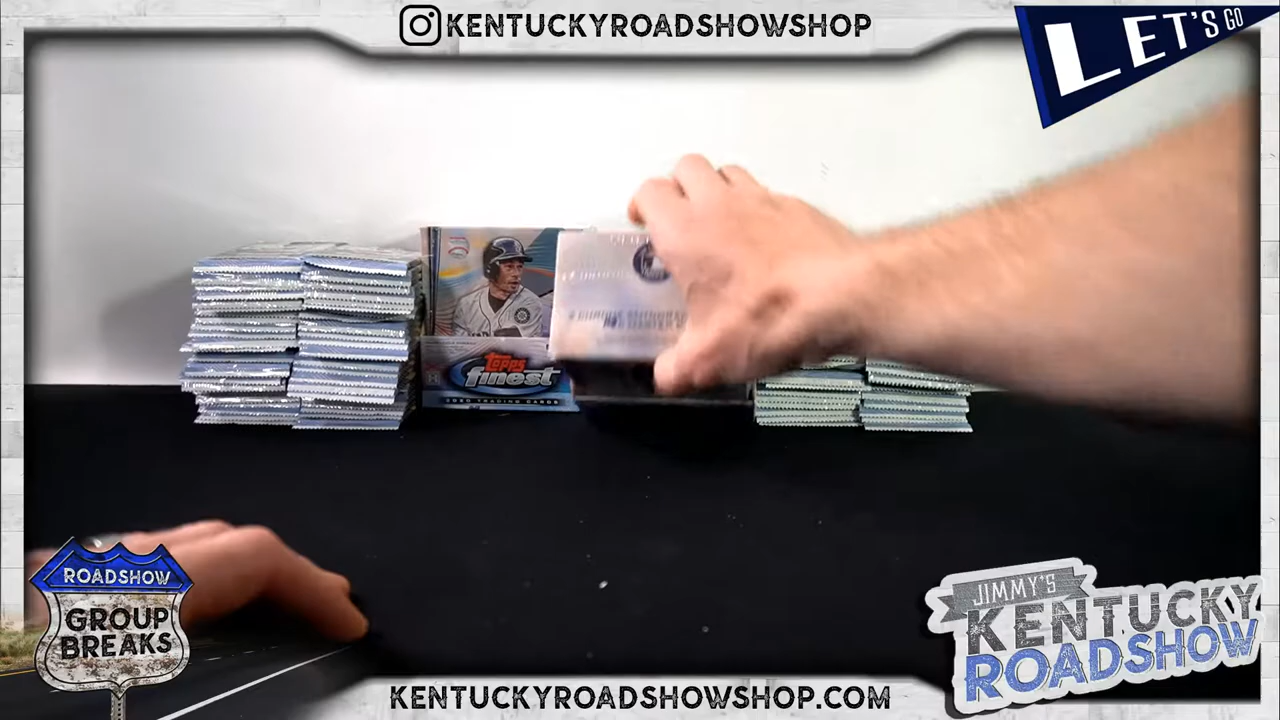 KENTUCKYROADSHOWSHOP
LET'S GO
topps
finest
2020 TRADING CARDS
ROADSHOW
GROUP
BREAKS
JIMMY'S
KENTUCKY
ROADSHOW
KENTUCKYROADSHOWSHOP.COM